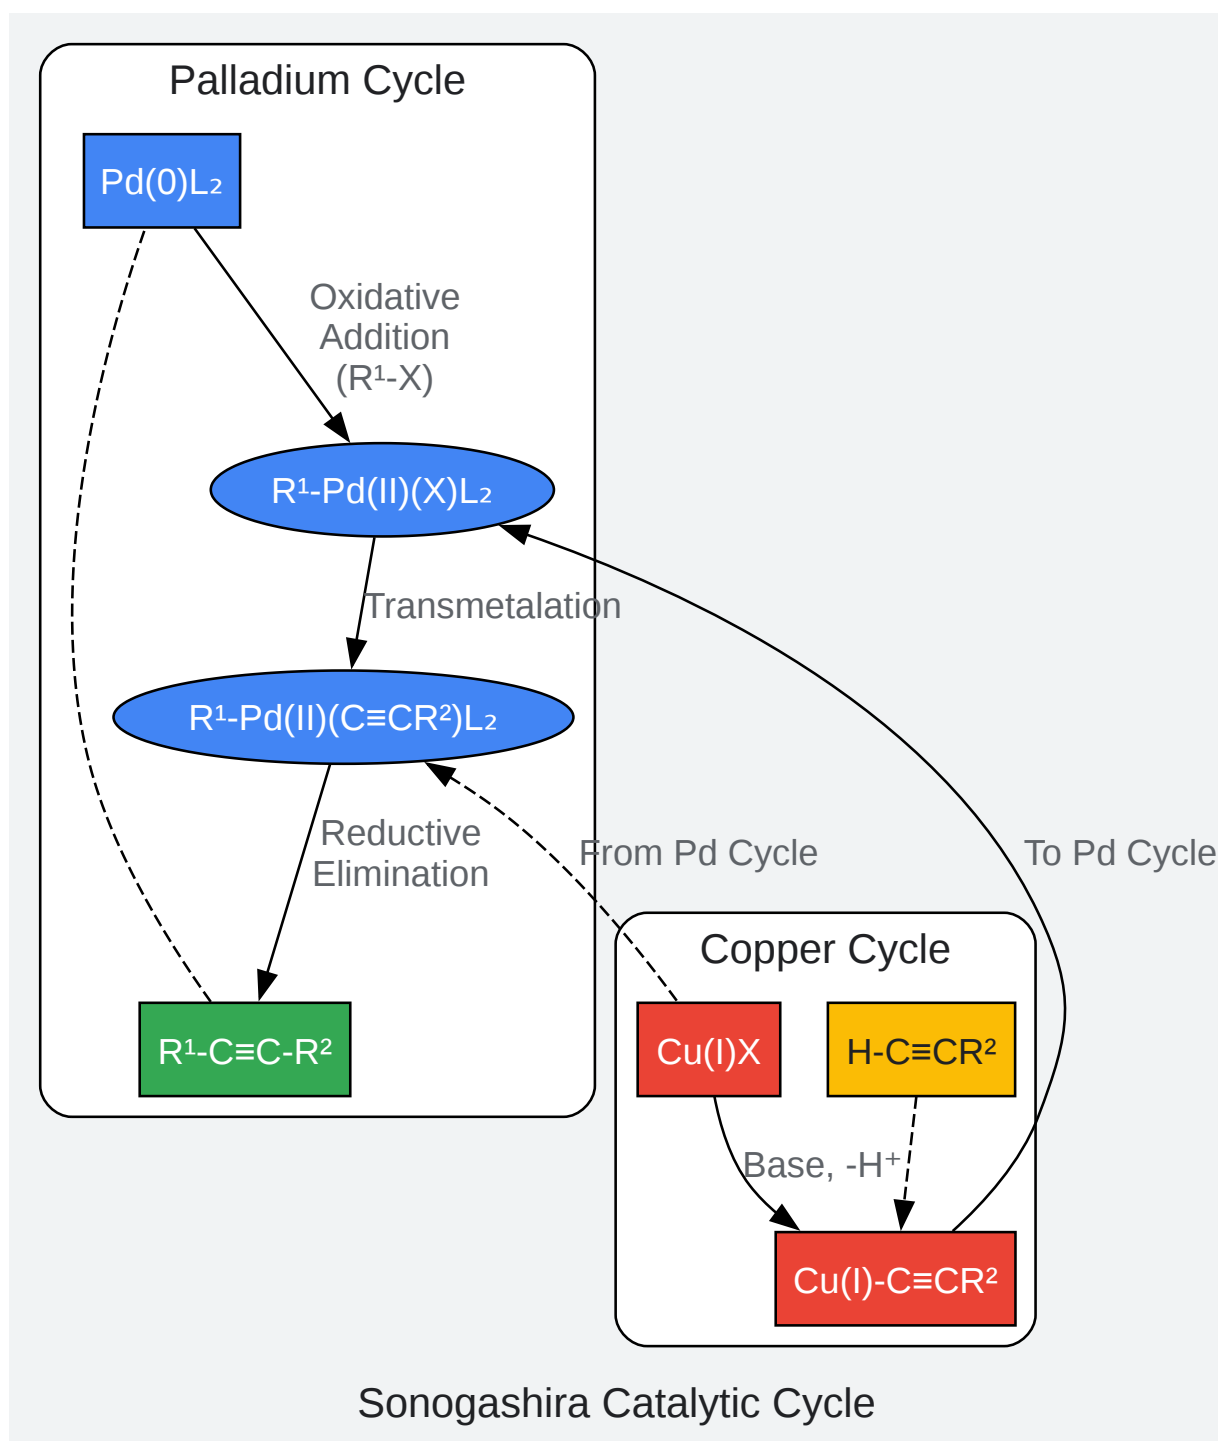 Palladium Cycle
Pd(0)L₂
Oxidative
Addition
(R¹-X)
R¹-Pd(II)(X)L₂
Transmetalation
R¹-Pd(II)(C≡CR²)L₂
Reductive
Elimination
From Pd Cycle
To Pd Cycle
R¹-C≡C-R²
Copper Cycle
Cu(I)X
H-C≡CR²
Base, -H⁺
Cu(I)-C≡CR²
Sonogashira Catalytic Cycle